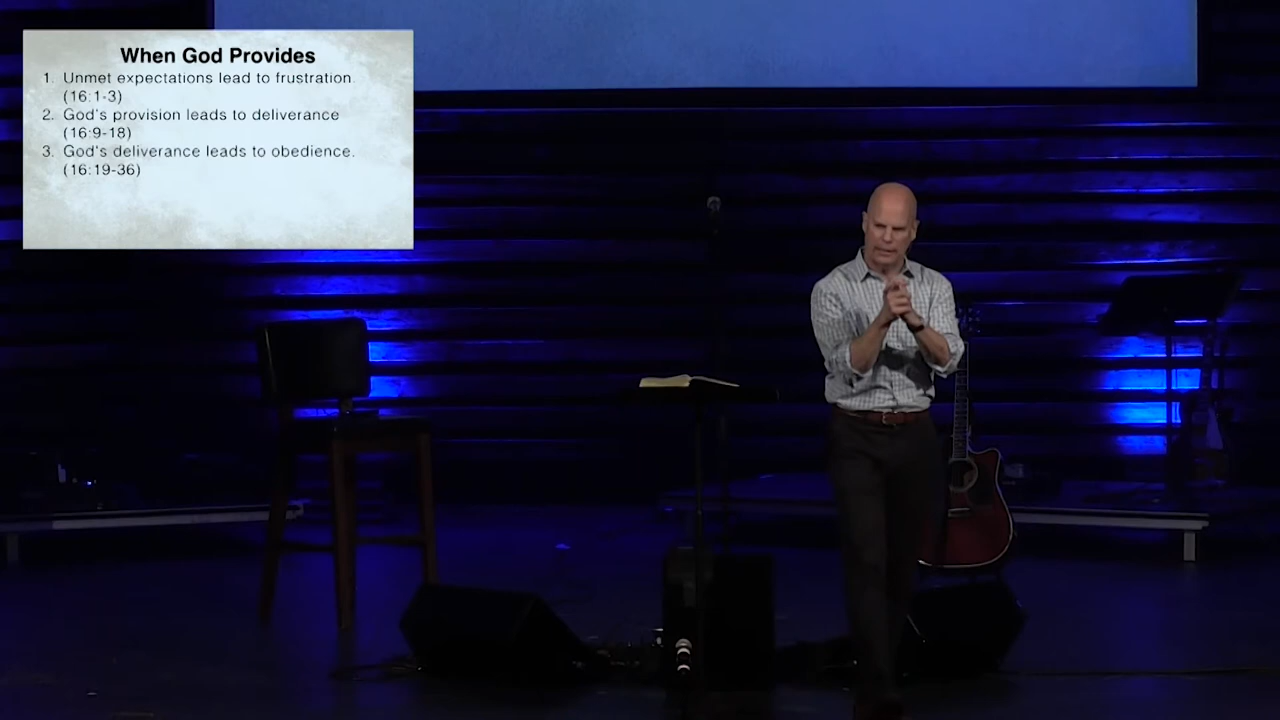 When God Provides
1. Unmet expectations lead to frustration.
(16:1-3)
2. God's provision leads to deliverance
(16:9-18)
3. God's deliverance leads to obedience.
(16:19-36)